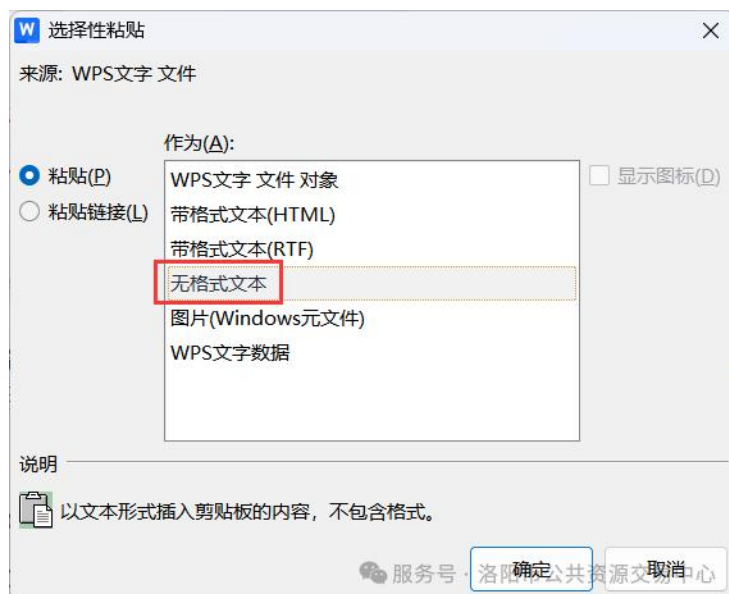 选择性粘贴
来源: WPS文字 文件
作为(A):
粘贴(P)
粘贴链接(L)
WPS文字 文件 对象
带格式文本(HTML)
带格式文本(RTF)
无格式文本
图片(Windows元文件)
WPS文字数据
显示图标(D)
说明
以文本形式插入剪贴板的内容，不包含格式。
确定
取消
服务号 · 洛阳市公共资源交易中心